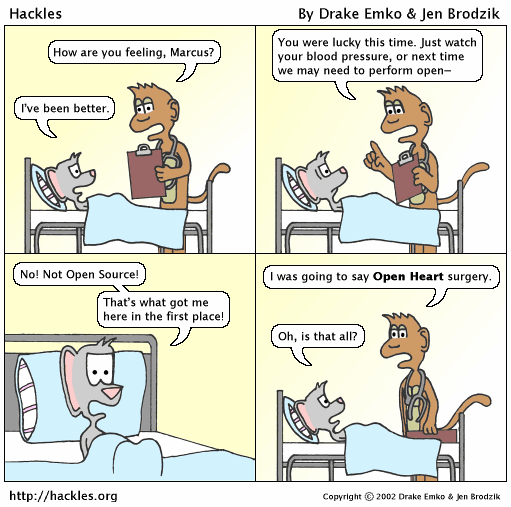 Hackles
By Drake Emko & Jen Brodzik
How are you feeling, Marcus?
I've been better.
You were lucky this time. Just watch
your blood pressure, or next time
we may need to perform open—
No! Not Open Source!
That's what got me
here in the first place!
I was going to say Open Heart surgery.
Oh, is that all?
http://hackles.org
Copyright © 2002 Drake Emko & Jen Brodzik